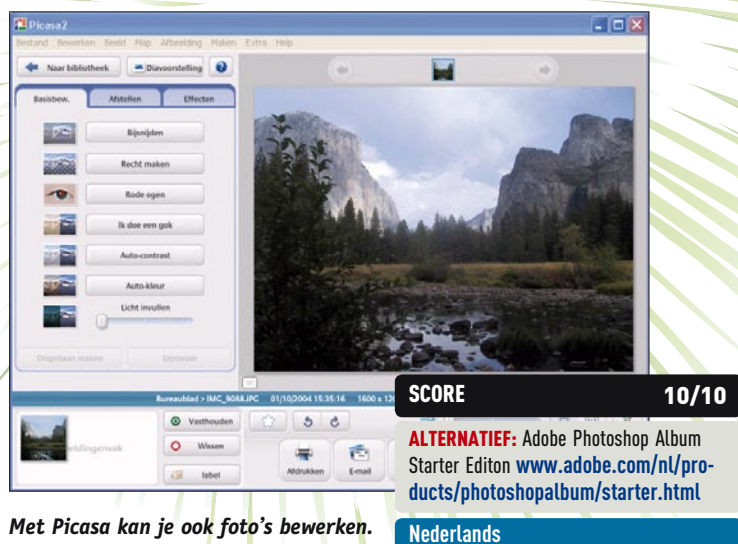 Picasa2
Bestand Bewerken Beeld Map Afbeelding Maken Extra Help
Naar bibliotheek Diavoorstelling ?
Basisbew. Afstellen Effecten
Bijsnijden
Recht maken
Rode ogen
Ik doe een gok
Auto-contrast
Auto-kleur
Licht invullen
Ongedaan maken Opnieuw
Bureaublad > IMC_9088.JPC 01/10/2004 15:35:16 1600 x
Vasthouden
Wissen
label
Afdrukken E-mail
SCORE 10/10
ALTERNATIEF: Adobe Photoshop Album
Starter Editon www.adobe.com/nl/pro-
ducts/photoshopalbum/starter.html
Nederlands
Met Picasa kan je ook foto's bewerken.